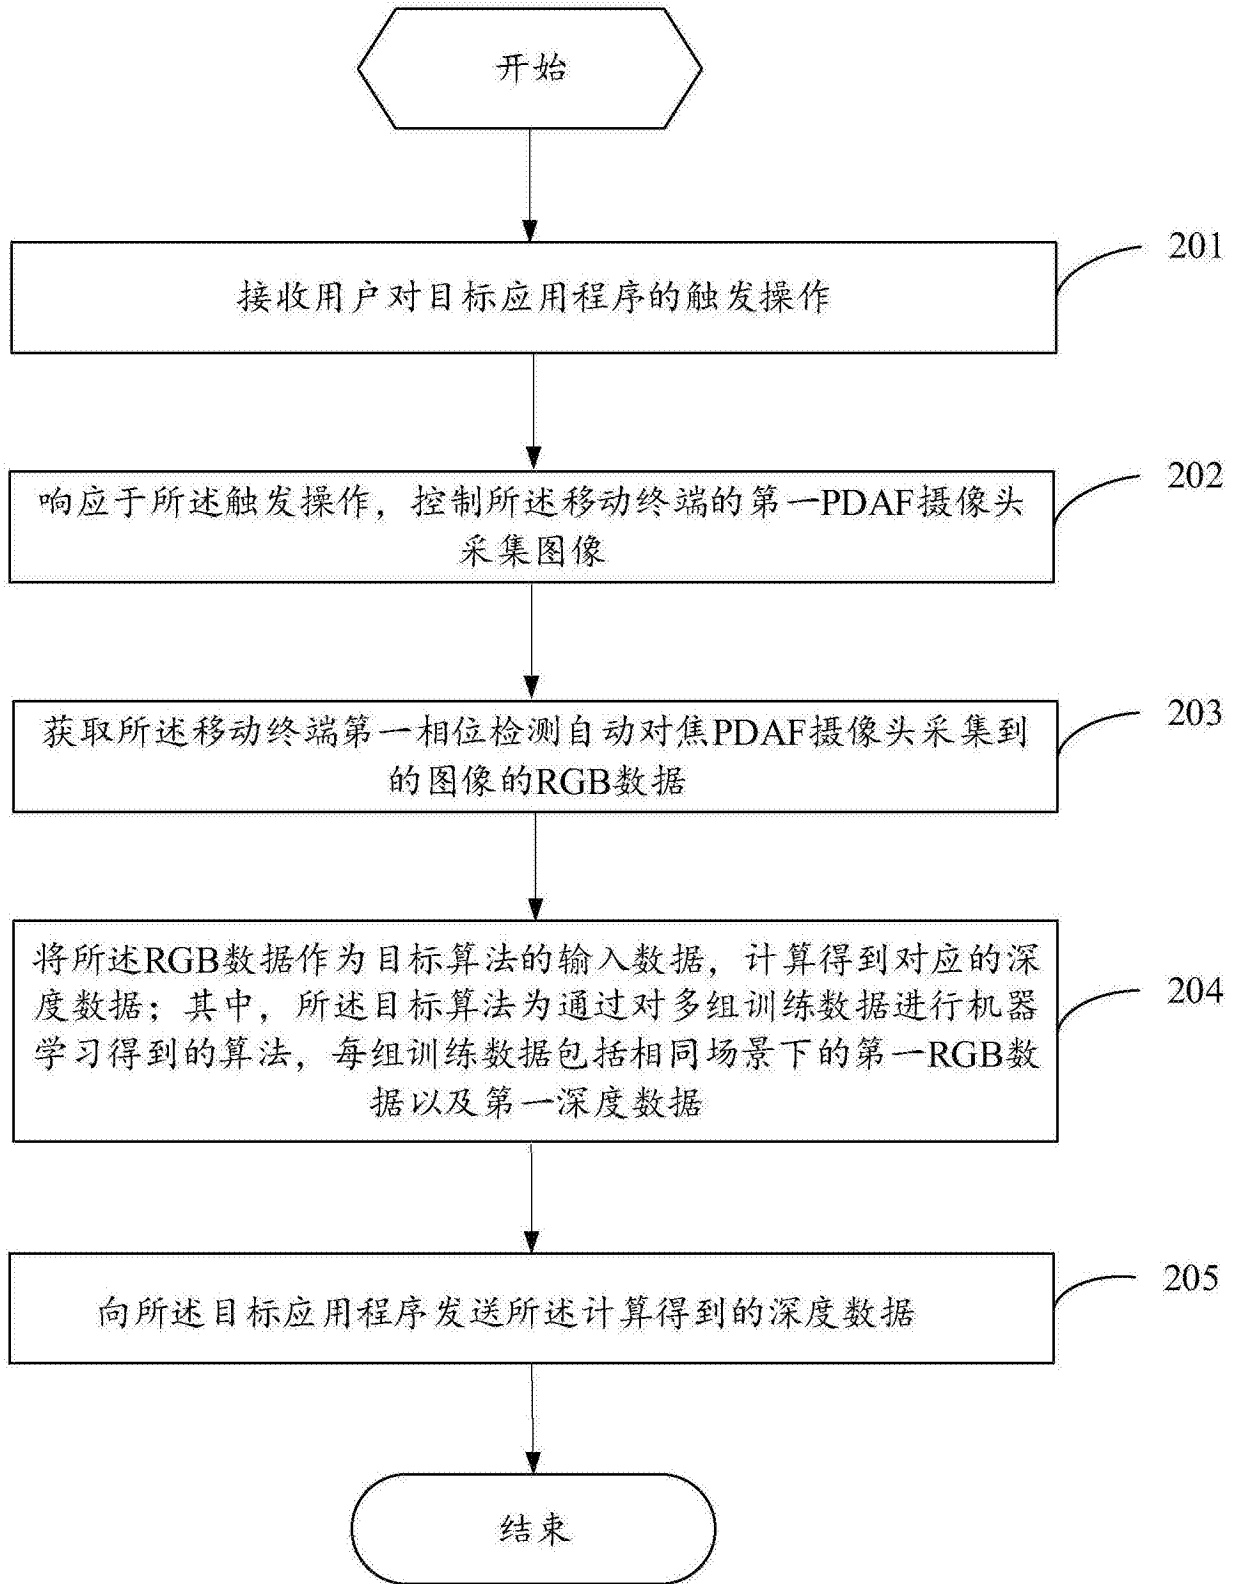 开始
201
接收用户对目标应用程序的触发操作
202
响应于所述触发操作，控制所述移动终端的第一PDAF摄像头
采集图像
203
获取所述移动终端第一相位检测自动对焦PDAF摄像头采集到
的图像的RGB数据
将所述RGB数据作为目标算法的输入数据，计算得到对应的深
度数据；其中，所述目标算法为通过对多组训练数据进行机器
学习得到的算法，每组训练数据包括相同场景下的第一RGB数
据以及第一深度数据
204
205
向所述目标应用程序发送所述计算得到的深度数据
结束